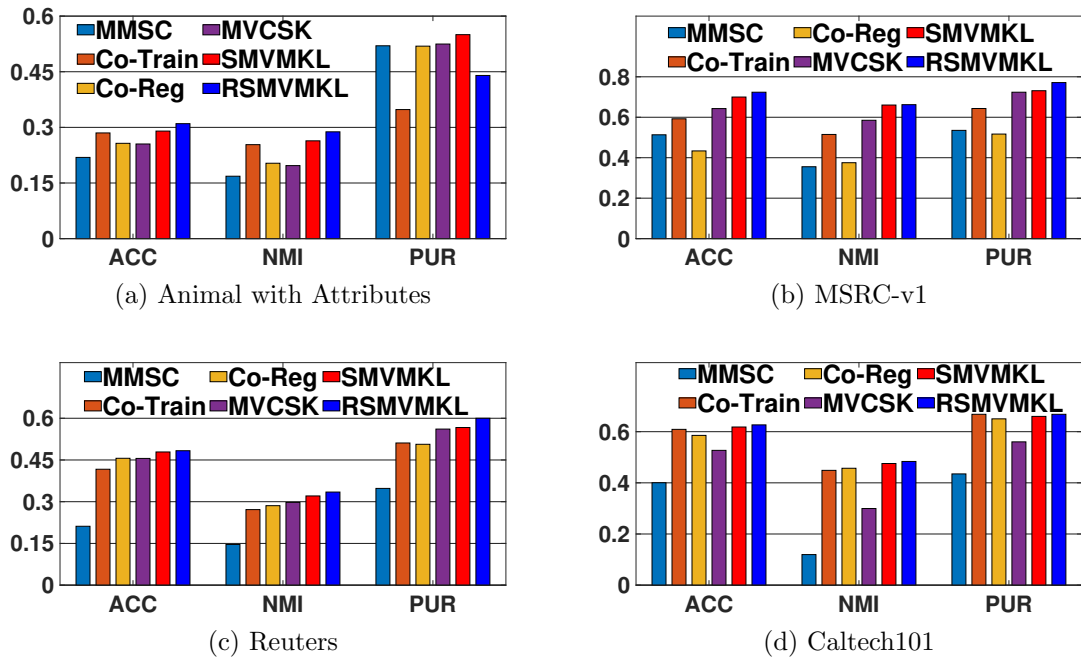 0.6
MMSC MVCSK
Co-Train SMVMKL
Co-Reg RSMVMKL
0.45
0.3
0.15
0
ACC NMI PUR
(a) Animal with Attributes
MMSC Co-Reg SMVMKL
Co-Train MVCSK RSMVMKL
0.8
0.6
0.4
0.2
0
ACC NMI PUR
(b) MSRC-v1
MMSC Co-Reg SMVMKL
Co-Train MVCSK RSMVMKL
0.6
0.45
0.3
0.15
0
ACC NMI PUR
(c) Reuters
MMSC Co-Reg SMVMKL
Co-Train MVCSK RSMVMKL
0.6
0.4
0.2
0
ACC NMI PUR
(d) Caltech101